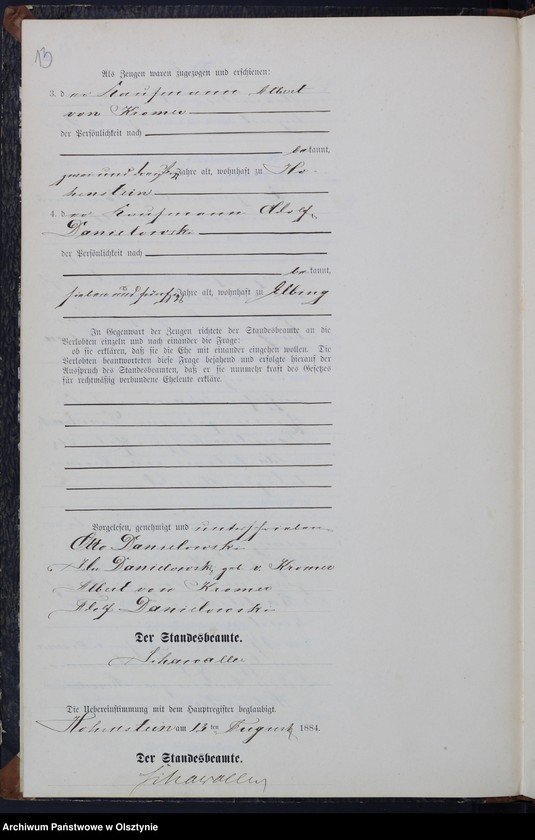 13
Als Zeugen waren zugezogen und erschienen:
3. der Kaufmann Albert
von Kromer
der Persönlichkeit nach
bekannt,
Jahre alt, wohnhaft zu Ho-
henstein
4. der Kaufmann Adolf
Danielowski
der Persönlichkeit nach
bekannt,
sieben und fünfzig Jahre alt, wohnhaft zu Elbing
In Gegenwart der Zeugen richtete der Standesbeamte an die
Verlobten einzeln und nach einander die Frage:
ob sie erklären, daß sie die Ehe mit einander eingehen wollen. Die
Verlobten beantworteten diese Frage bejahend und erfolgte hierauf der
Ausspruch des Standesbeamten, daß er sie nunmehr kraft des Gesetzes
für rechtmäßig verbundene Eheleute erkläre.
Vorgelesen, genehmigt und unterschrieben
Otto Danielowski
Danielowski geb. v. Kromer
Albert von Kromer
Adolf Danielowski
Der Standesbeamte.
Die Uebereinstimmung mit dem Hauptregister beglaubigt.
Hohenstein am 13 ten August 1884.
Der Standesbeamte.
Archiwum Państwowe w Olsztynie